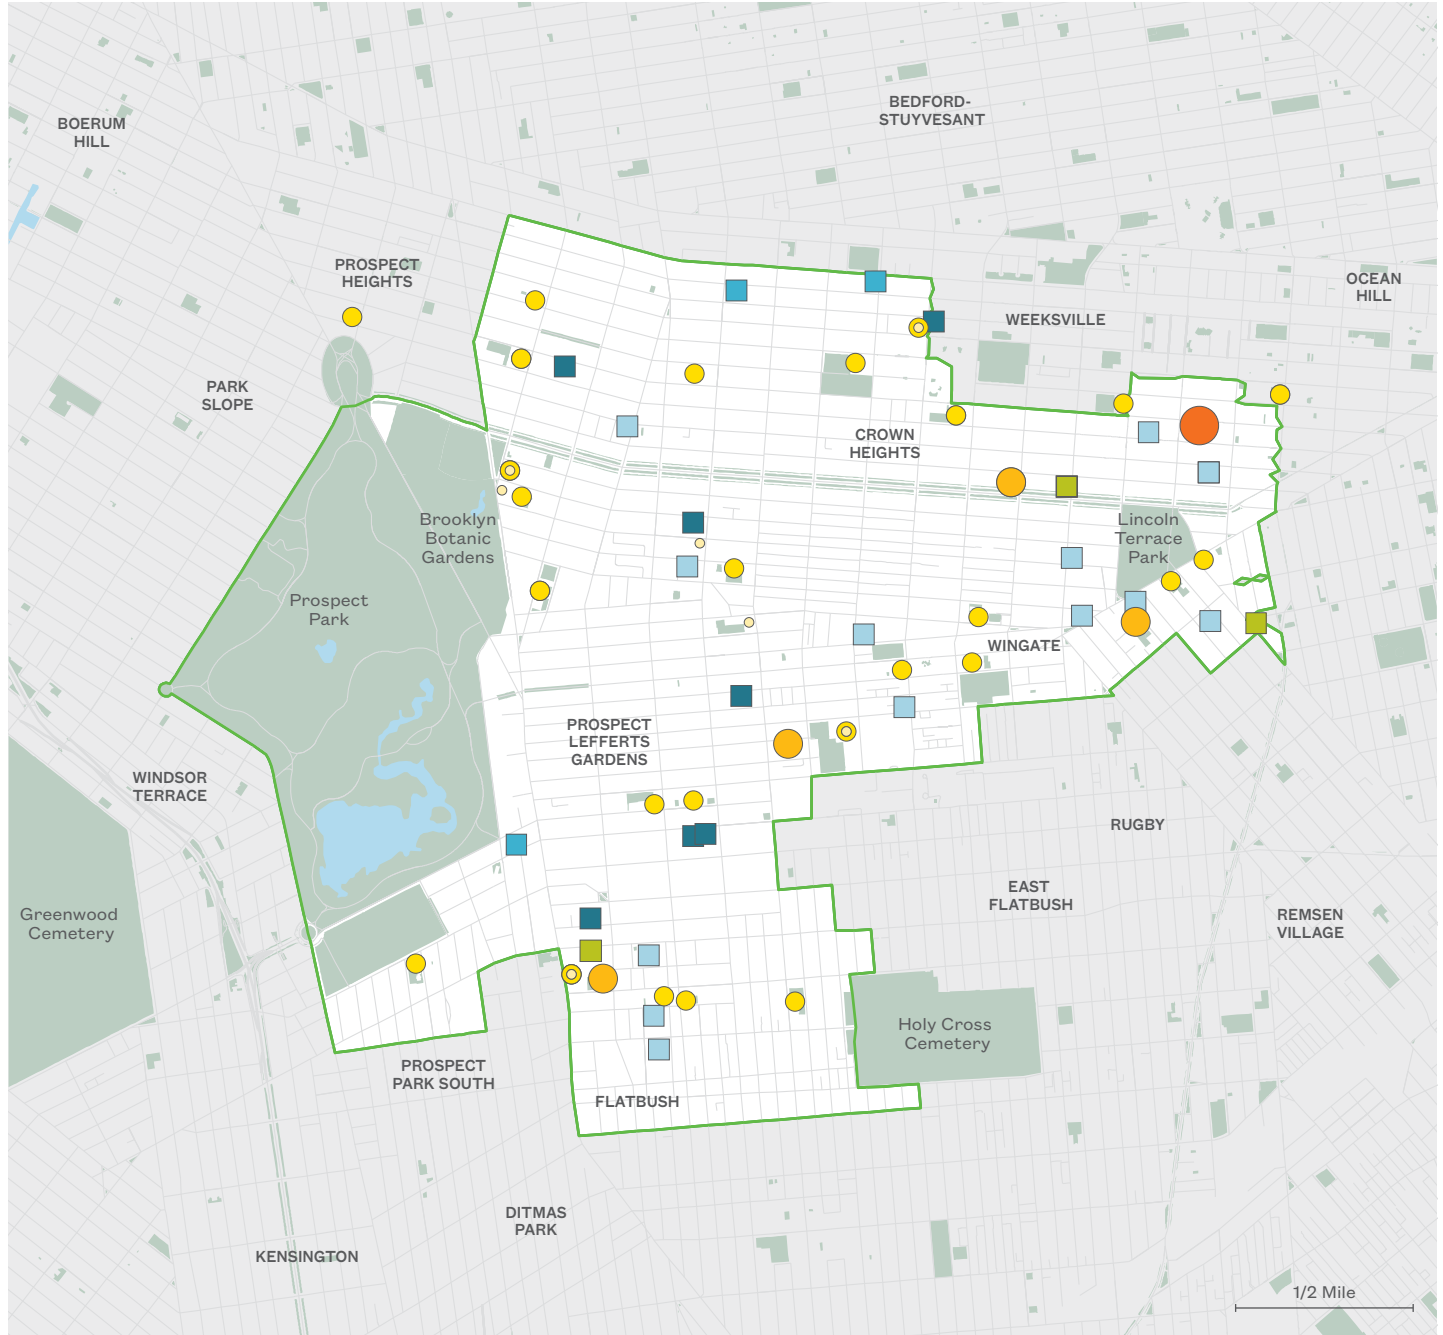 BEDFORD-
STUYVESANT
BOERUM
HILL
PROSPECT
HEIGHTS
OCEAN
HILL
WEEKSVILLE
PARK
SLOPE
CROWN
HEIGHTS
Brooklyn
Botanic
Gardens
Lincoln
Terrace
Park
Prospect
Park
WINGATE
PROSPECT
LEFFERTS
GARDENS
WINDSOR
TERRACE
RUGBY
EAST
FLATBUSH
Greenwood
Cemetery
REMSEN
VILLAGE
Holy Cross
Cemetery
PROSPECT
PARK SOUTH
FLATBUSH
DITMAS
PARK
KENSINGTON
1/2 Mile